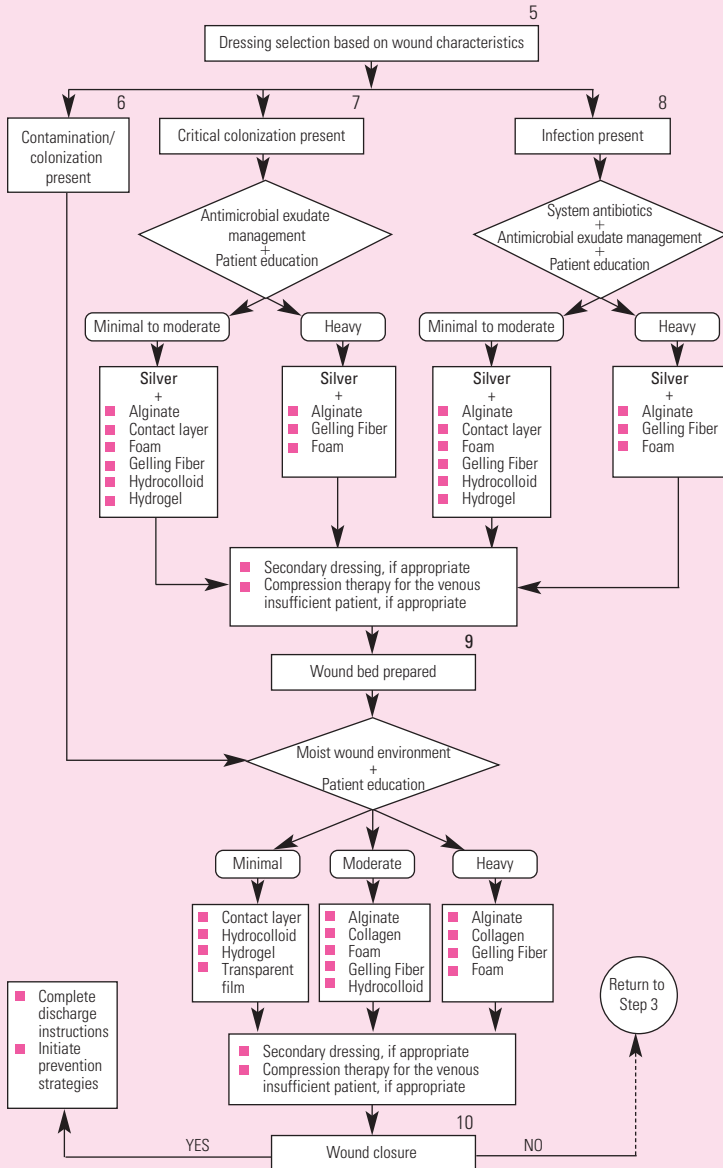 5
Dressing selection based on wound characteristics
6
7
8
Contamination/
colonization
present
Critical colonization present
Infection present
Antimicrobial exudate
management
+
Patient education
System antibiotics
+
Antimicrobial exudate management
+
Patient education
Minimal to moderate
Heavy
Minimal to moderate
Heavy
Silver
+
Alginate
Contact layer
Foam
Gelling Fiber
Hydrocolloid
Hydrogel
Silver
+
Alginate
Gelling Fiber
Foam
Silver
+
Alginate
Contact layer
Foam
Gelling Fiber
Hydrocolloid
Hydrogel
Silver
+
Alginate
Gelling Fiber
Foam
Secondary dressing, if appropriate
Compression therapy for the venous
insufficient patient, if appropriate
9
Wound bed prepared
Moist wound environment
+
Patient education
Minimal
Moderate
Heavy
Contact layer
Hydrocolloid
Hydrogel
Transparent
film
Alginate
Collagen
Foam
Gelling Fiber
Hydrocolloid
Alginate
Collagen
Gelling Fiber
Foam
Return to
Step 3
Complete
discharge
instructions
Initiate
prevention
strategies
Secondary dressing, if appropriate
Compression therapy for the venous
insufficient patient, if appropriate
10
YES
Wound closure
NO